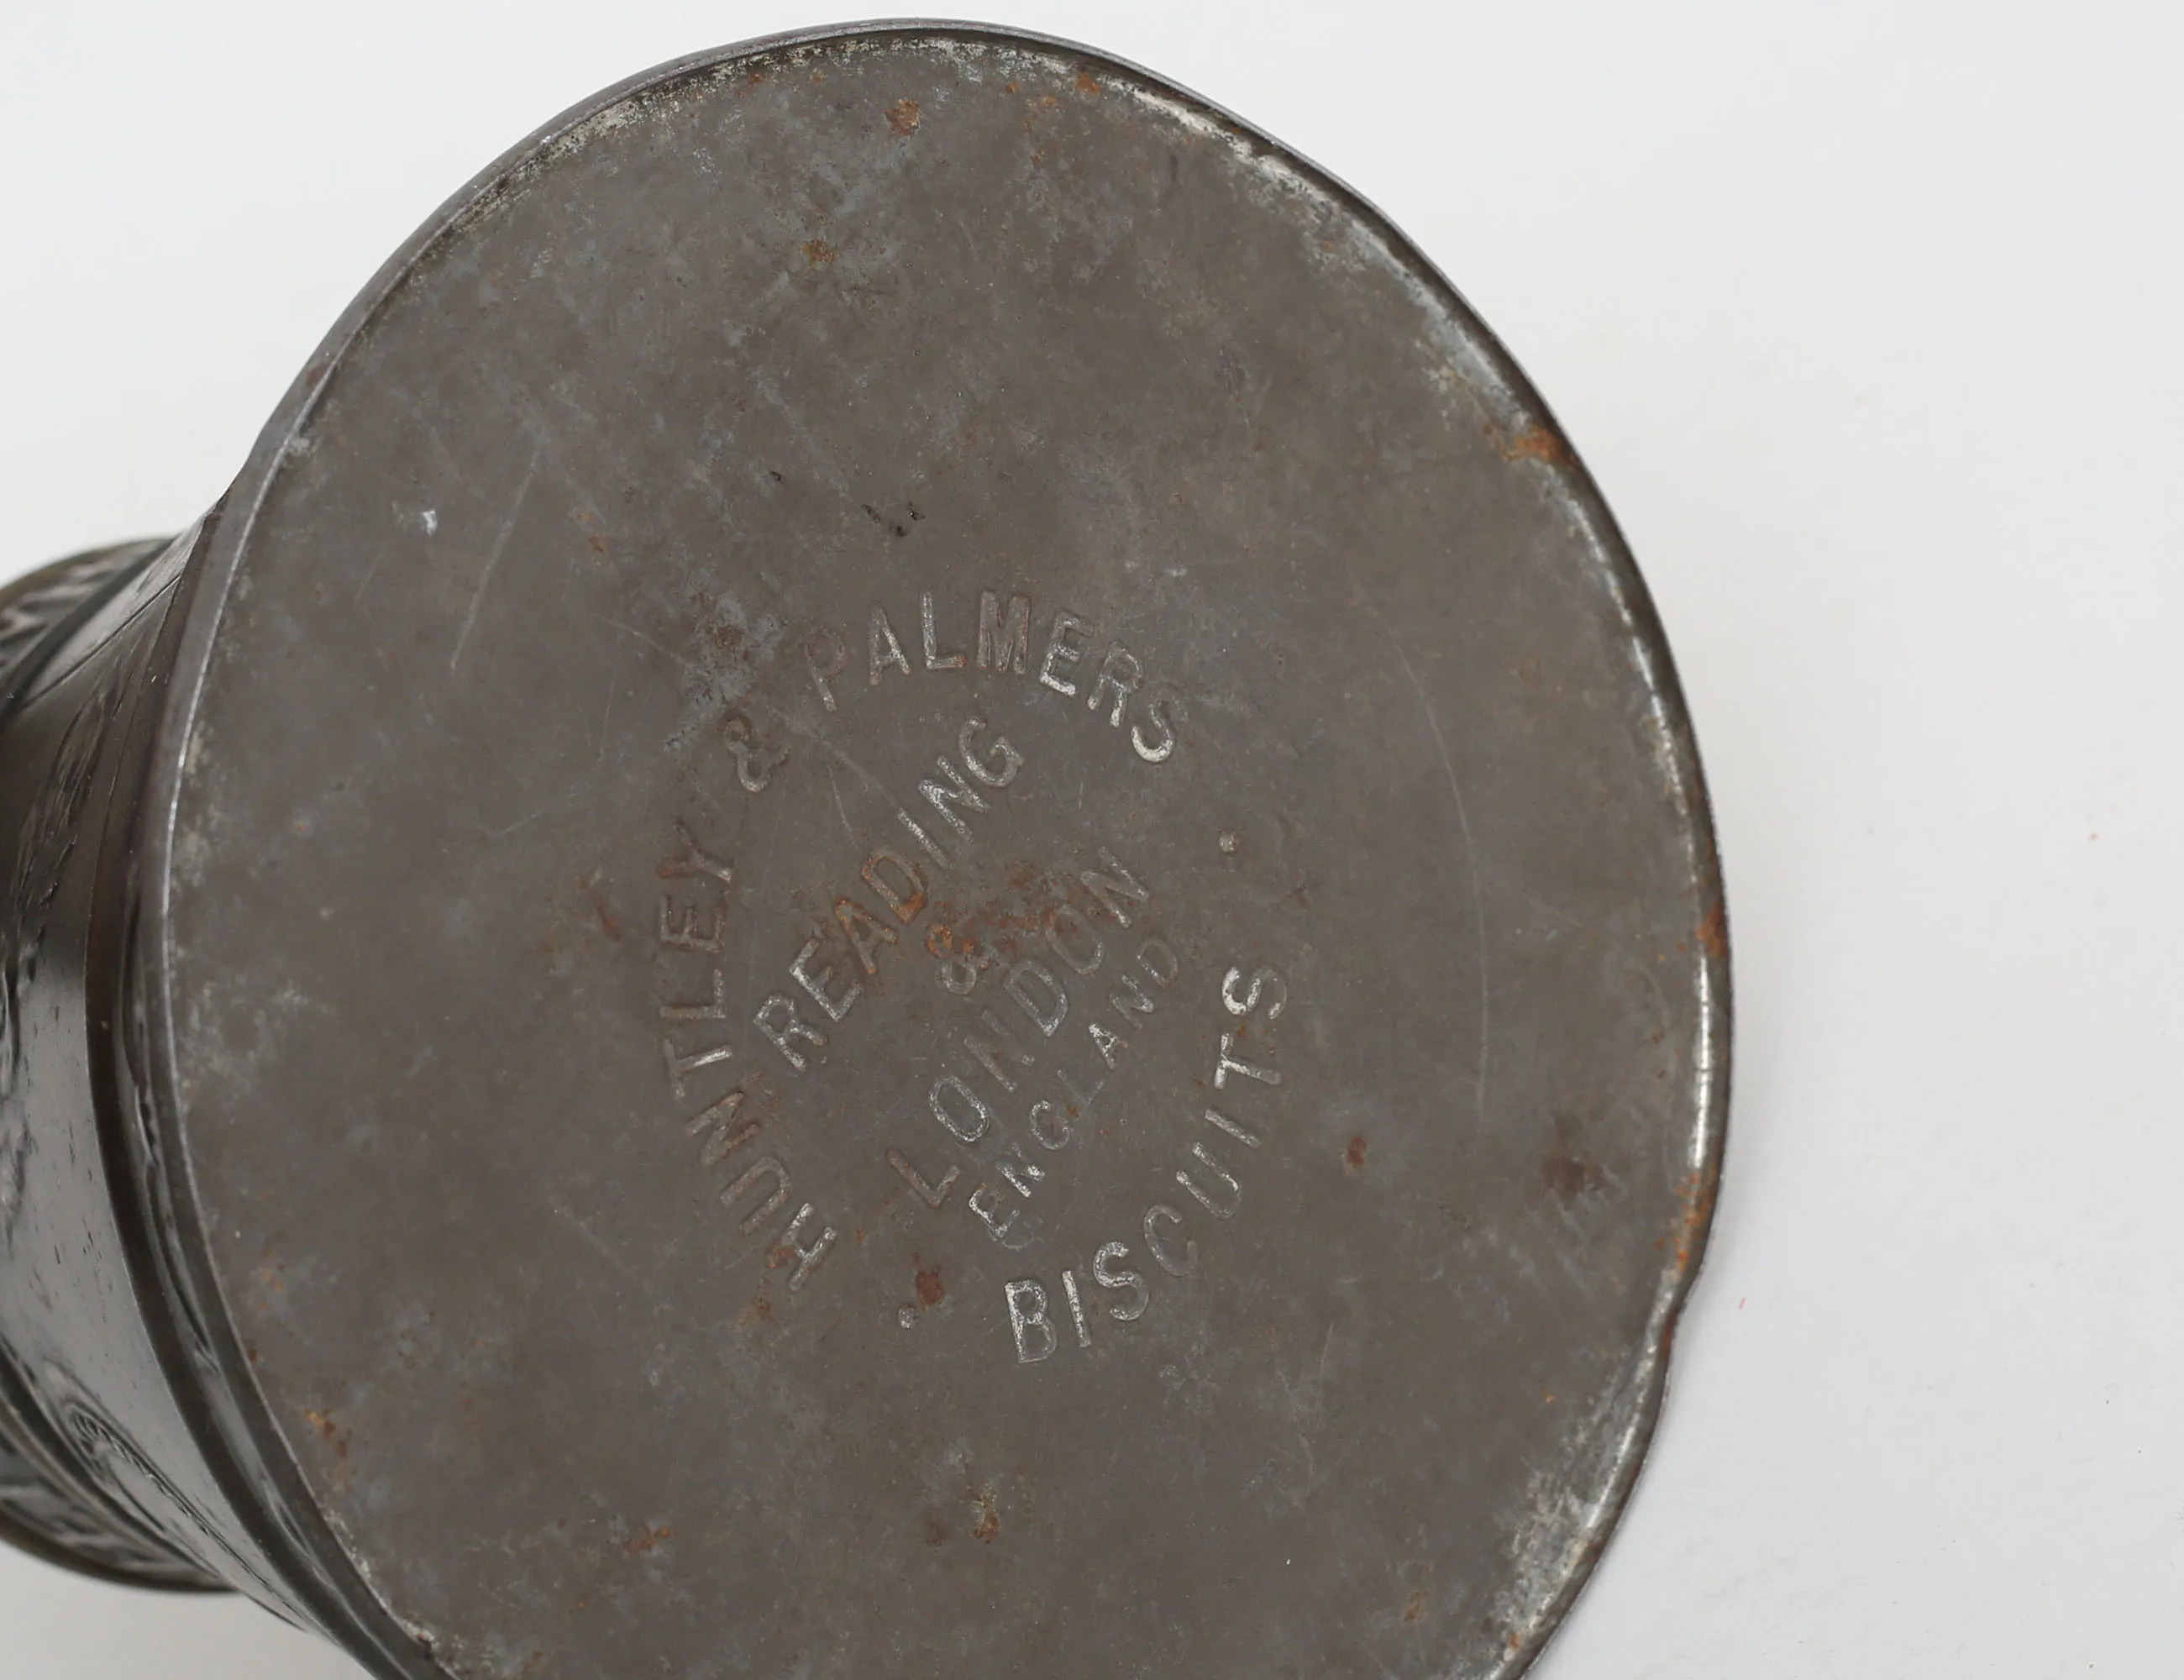 HUNTLEY & PALMERS
READING
&
LONDON
ENGLAND
BISCUITS